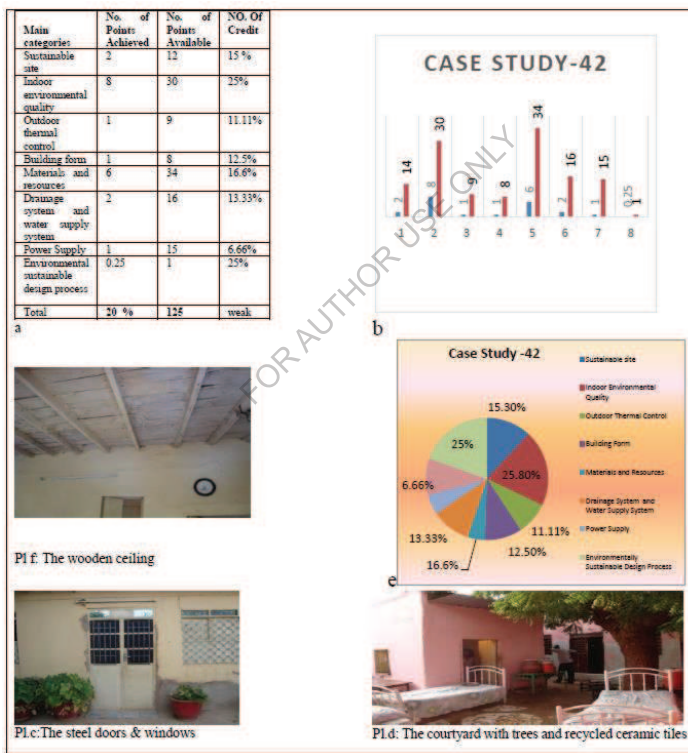 Main categories
No. of Points Achieved
No. of Points Available
NO. Of Credit
Sustainable site 2 12 15 %
Indoor environmental quality 8 30 25%
Outdoor thermal control 1 9 11.11%
Building form 1 8 12.5%
Materials and resources 6 34 16.6%
Drainage system and water supply system 2 16 13.33%
Power Supply 1 15 6.66%
Environmental sustainable design process 0.25 1 25%
Total 20 % 125 weak
a
CASE STUDY-42
2 14 8 30 1 9 1 8 6 34 2 16 1 15 0.25 1
1 2 3 4 5 6 7 8
b
FOR AUTHOR USE ONLY
Case Study -42
15.30%
25.80%
11.11%
12.50%
16.6%
13.33%
6.66%
25%
Sustainable site
Indoor Environmental
Quality
Outdoor Thermal Control
Building Form
Materials and Resources
Drainage System and
Water Supply System
Power Supply
Environmentally
Sustainable Design Process
e
Pl f: The wooden ceiling
Pl.c:The steel doors & windows
Pl.d: The courtyard with trees and recycled ceramic tiles